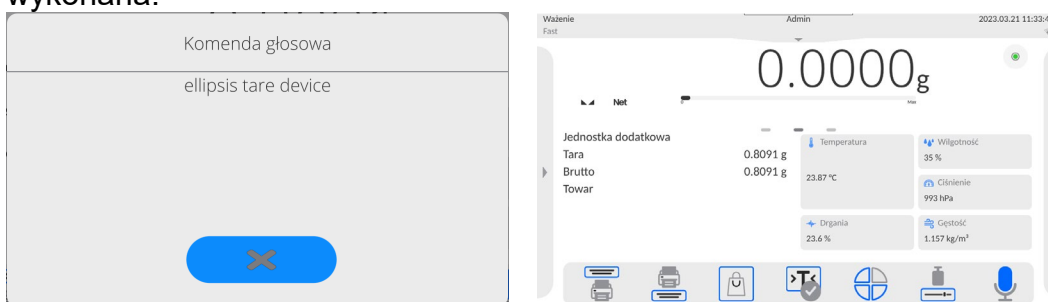 wykonana.
Komenda głosowa
ellipsis tare device
Ważenie
Admin
2023.03.21 11:33:4
Fast
0.0000g
Net
0
Max
Jednostka dodatkowa
Tara 0.8091 g
Brutto 0.8091 g
Towar
Temperatura
23.87 °C
Wilgotność
35 %
Ciśnienie
993 hPa
Drgania
23.6 %
Gęstość
1.157 kg/m³
>T<